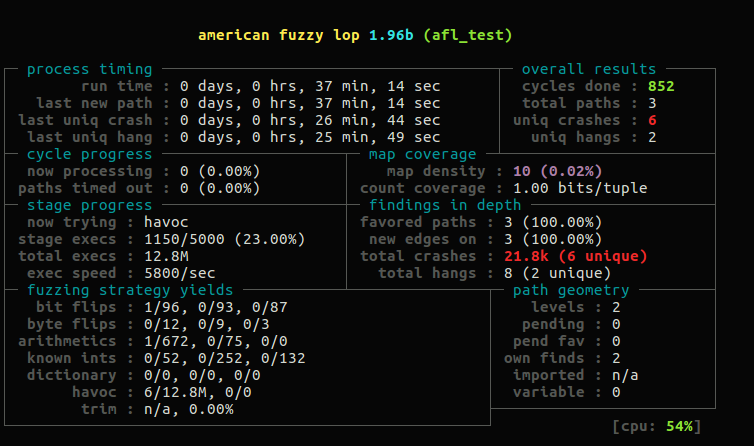 american fuzzy lop 1.96b (afl_test)
process timing
overall results
run time : 0 days, 0 hrs, 37 min, 14 sec
cycles done : 852
last new path : 0 days, 0 hrs, 37 min, 14 sec
total paths : 3
last uniq crash : 0 days, 0 hrs, 26 min, 44 sec
uniq crashes : 6
last uniq hang : 0 days, 0 hrs, 25 min, 49 sec
uniq hangs : 2
cycle progress
map coverage
now processing : 0 (0.00%)
map density : 10 (0.02%)
paths timed out : 0 (0.00%)
count coverage : 1.00 bits/tuple
stage progress
findings in depth
now trying : havoc
favored paths : 3 (100.00%)
stage execs : 1150/5000 (23.00%)
new edges on : 3 (100.00%)
total execs : 12.8M
total crashes : 21.8k (6 unique)
exec speed : 5800/sec
total hangs : 8 (2 unique)
fuzzing strategy yields
path geometry
bit flips : 1/96, 0/93, 0/87
levels : 2
byte flips : 0/12, 0/9, 0/3
pending : 0
arithmetics : 1/672, 0/75, 0/0
pend fav : 0
known ints : 0/52, 0/252, 0/132
own finds : 2
dictionary : 0/0, 0/0, 0/0
imported : n/a
havoc : 6/12.8M, 0/0
variable : 0
trim : n/a, 0.00%
[cpu: 54%]